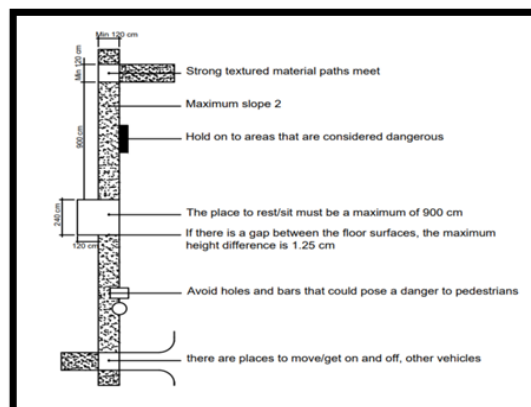 Min 120 cm
Min 120 cm
Strong textured material paths meet
Maximum slope 2
Hold on to areas that are considered dangerous
900 cm
The place to rest/sit must be a maximum of 900 cm
240 cm
If there is a gap between the floor surfaces, the maximum
height difference is 1.25 cm
120 cm
Avoid holes and bars that could pose a danger to pedestrians
there are places to move/get on and off, other vehicles